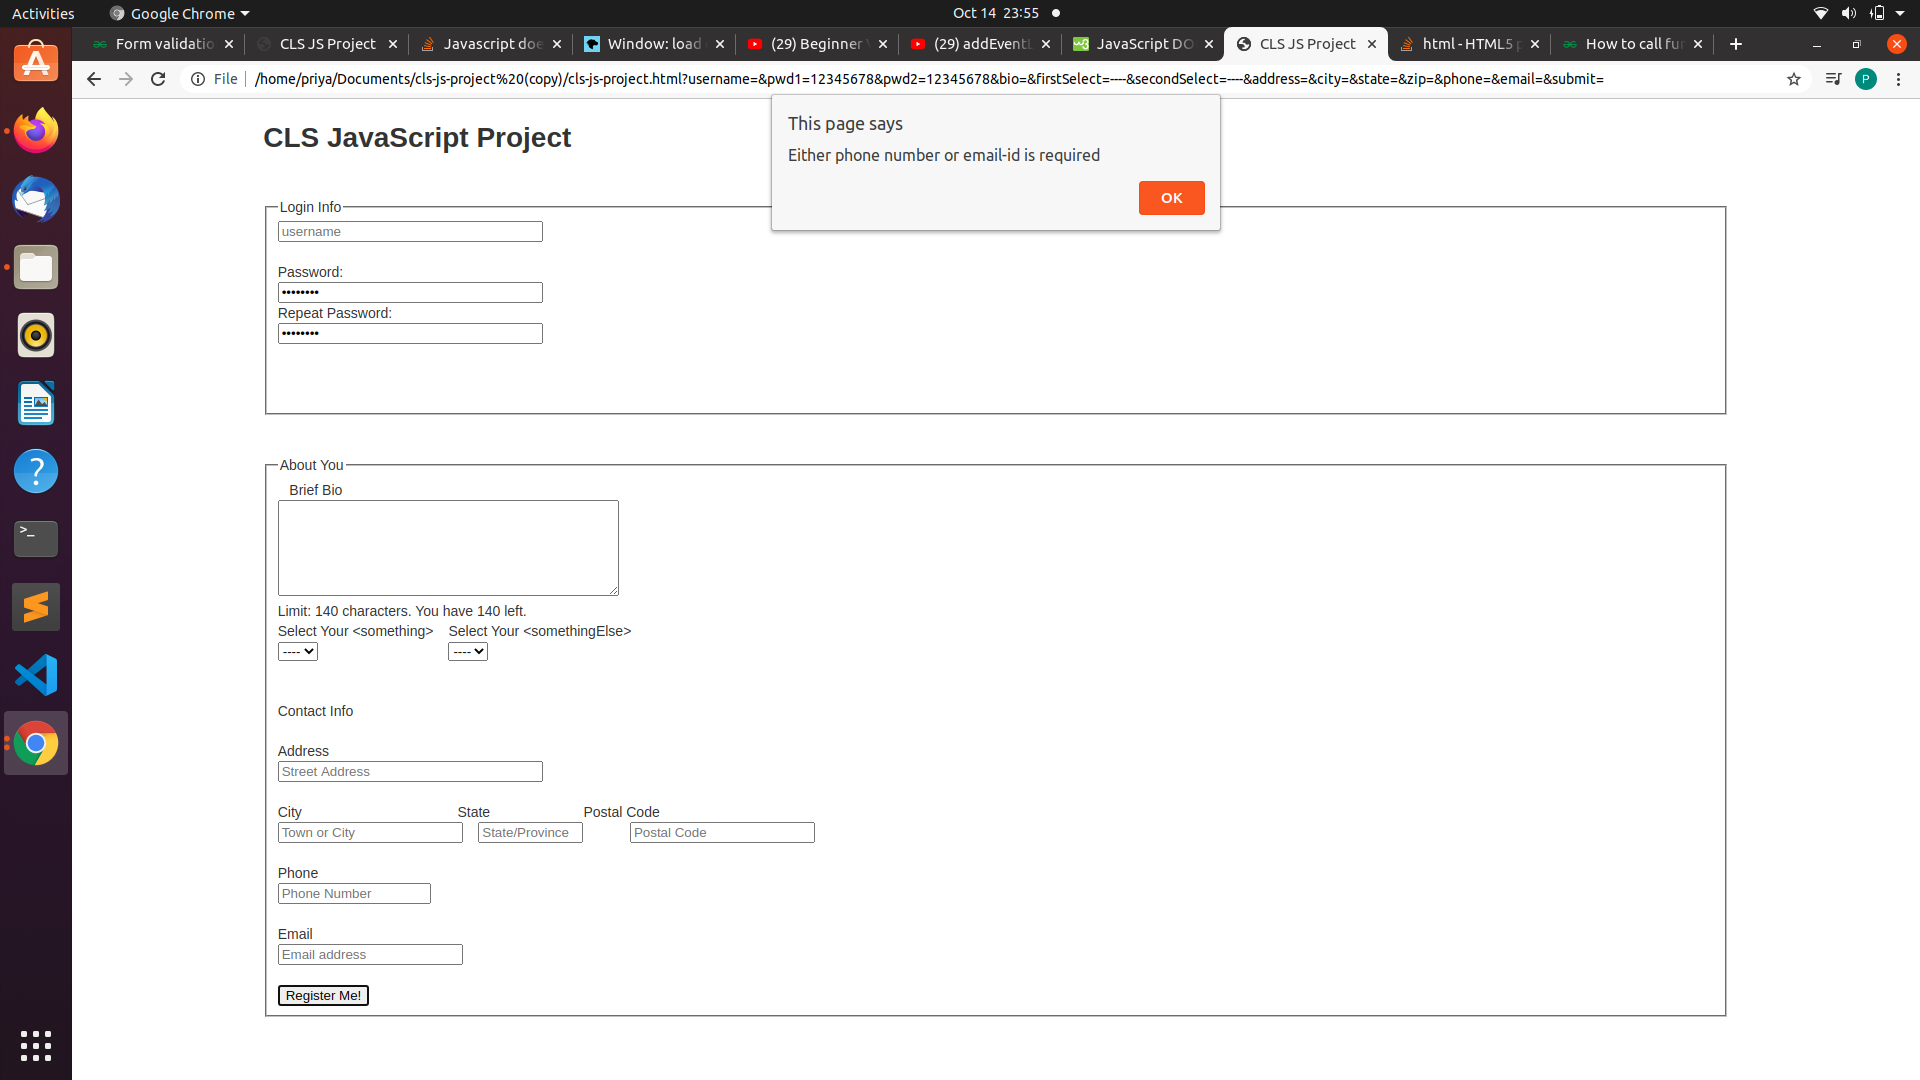 Activities
Google Chrome
Oct 14 23:55
Form validatio
CLS JS Project
Javascript doe
Window: load
(29) Beginner
(29) addEventL
JavaScript DO
CLS JS Project
html - HTML5 p
How to call fu
File
/home/priya/Documents/cls-js-project%20(copy)/cls-js-project.html?username=&pwd1=12345678&pwd2=12345678&bio=&firstSelect=----&secondSelect=----&address=&city=&state=&zip=&phone=&email=&submit=
P
This page says
Either phone number or email-id is required
OK
CLS JavaScript Project
Login Info
username
Password:
••••••••
Repeat Password:
••••••••
About You
Brief Bio
Limit: 140 characters. You have 140 left.
Select Your <something> Select Your <somethingElse>
---- ----
Contact Info
Address
Street Address
City State Postal Code
Town or City State/Province Postal Code
Phone
Phone Number
Email
Email address
Register Me!